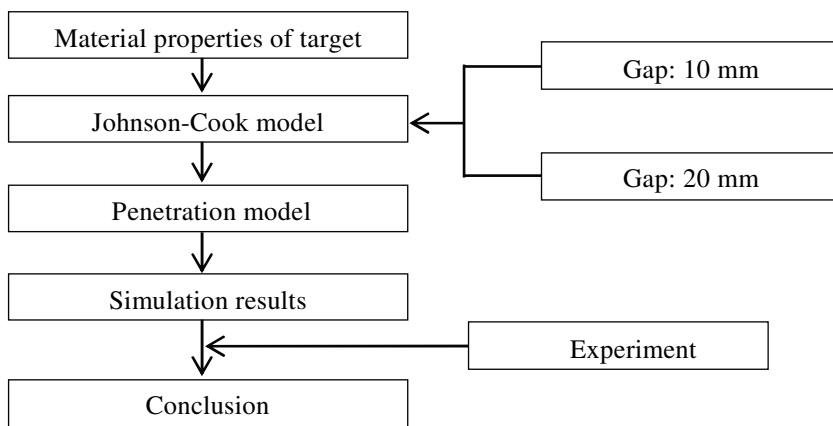 Material properties of target
Gap: 10 mm
Johnson-Cook model
Gap: 20 mm
Penetration model
Simulation results
Experiment
Conclusion